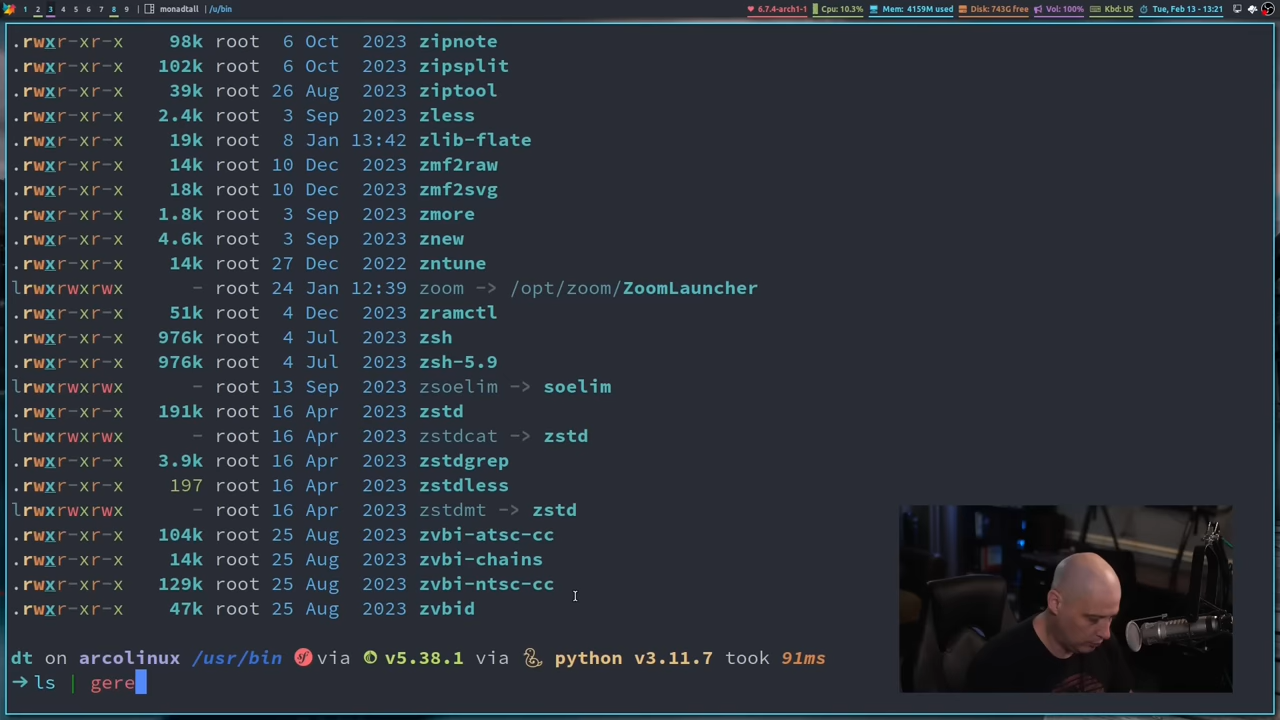 1 2 3 4 5 6 7 8 9 monadtall | /u/bin ♥ 6.7.4-arch1-1 Cpu: 10.3% Mem: 4159M used Disk: 743G free Vol: 100% Kbd: US Tue, Feb 13 - 13:21
.rwxr-xr-x 98k root 6 Oct 2023 zipnote
.rwxr-xr-x 102k root 6 Oct 2023 zipsplit
.rwxr-xr-x 39k root 26 Aug 2023 ziptool
.rwxr-xr-x 2.4k root 3 Sep 2023 zless
.rwxr-xr-x 19k root 8 Jan 13:42 zlib-flate
.rwxr-xr-x 14k root 10 Dec 2023 zmf2raw
.rwxr-xr-x 18k root 10 Dec 2023 zmf2svg
.rwxr-xr-x 1.8k root 3 Sep 2023 zmore
.rwxr-xr-x 4.6k root 3 Sep 2023 znew
.rwxr-xr-x 14k root 27 Dec 2022 zntune
lrwxrwxrwx - root 24 Jan 12:39 zoom -> /opt/zoom/ZoomLauncher
.rwxr-xr-x 51k root 4 Dec 2023 zramctl
.rwxr-xr-x 976k root 4 Jul 2023 zsh
.rwxr-xr-x 976k root 4 Jul 2023 zsh-5.9
lrwxrwxrwx - root 13 Sep 2023 zsoelim -> soelim
.rwxr-xr-x 191k root 16 Apr 2023 zstd
lrwxrwxrwx - root 16 Apr 2023 zstdcat -> zstd
.rwxr-xr-x 3.9k root 16 Apr 2023 zstdgrep
.rwxr-xr-x 197 root 16 Apr 2023 zstdless
lrwxrwxrwx - root 16 Apr 2023 zstdmt -> zstd
.rwxr-xr-x 104k root 25 Aug 2023 zvbi-atsc-cc
.rwxr-xr-x 14k root 25 Aug 2023 zvbi-chains
.rwxr-xr-x 129k root 25 Aug 2023 zvbi-ntsc-cc
.rwxr-xr-x 47k root 25 Aug 2023 zvbid
dt on arcolinux /usr/bin via v5.38.1 via 🐍 python v3.11.7 took 91ms
→ ls | gere